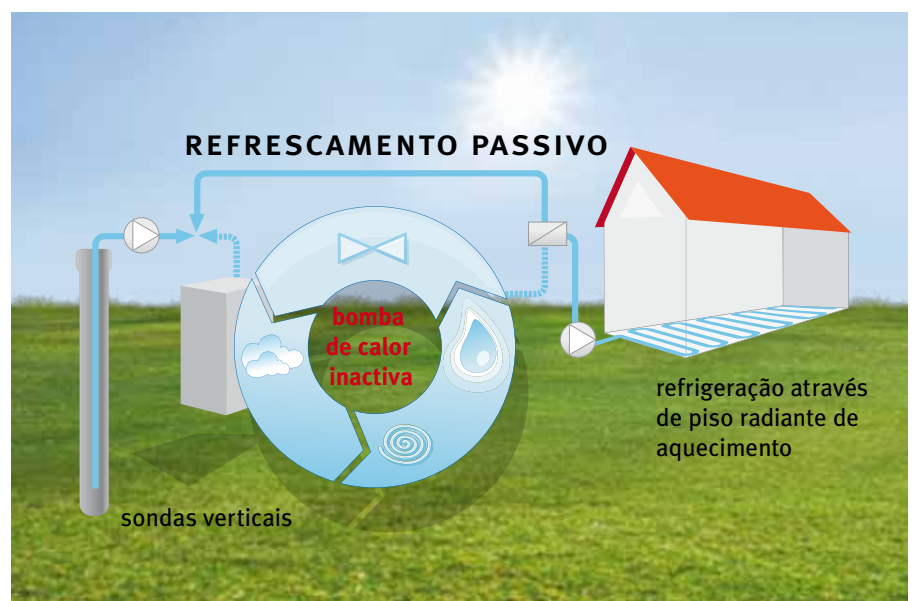 REFRESCAMENTO PASSIVO
bomba
de calor
inactiva
refrigeração através
de piso radiante de
aquecimento
sondas verticais